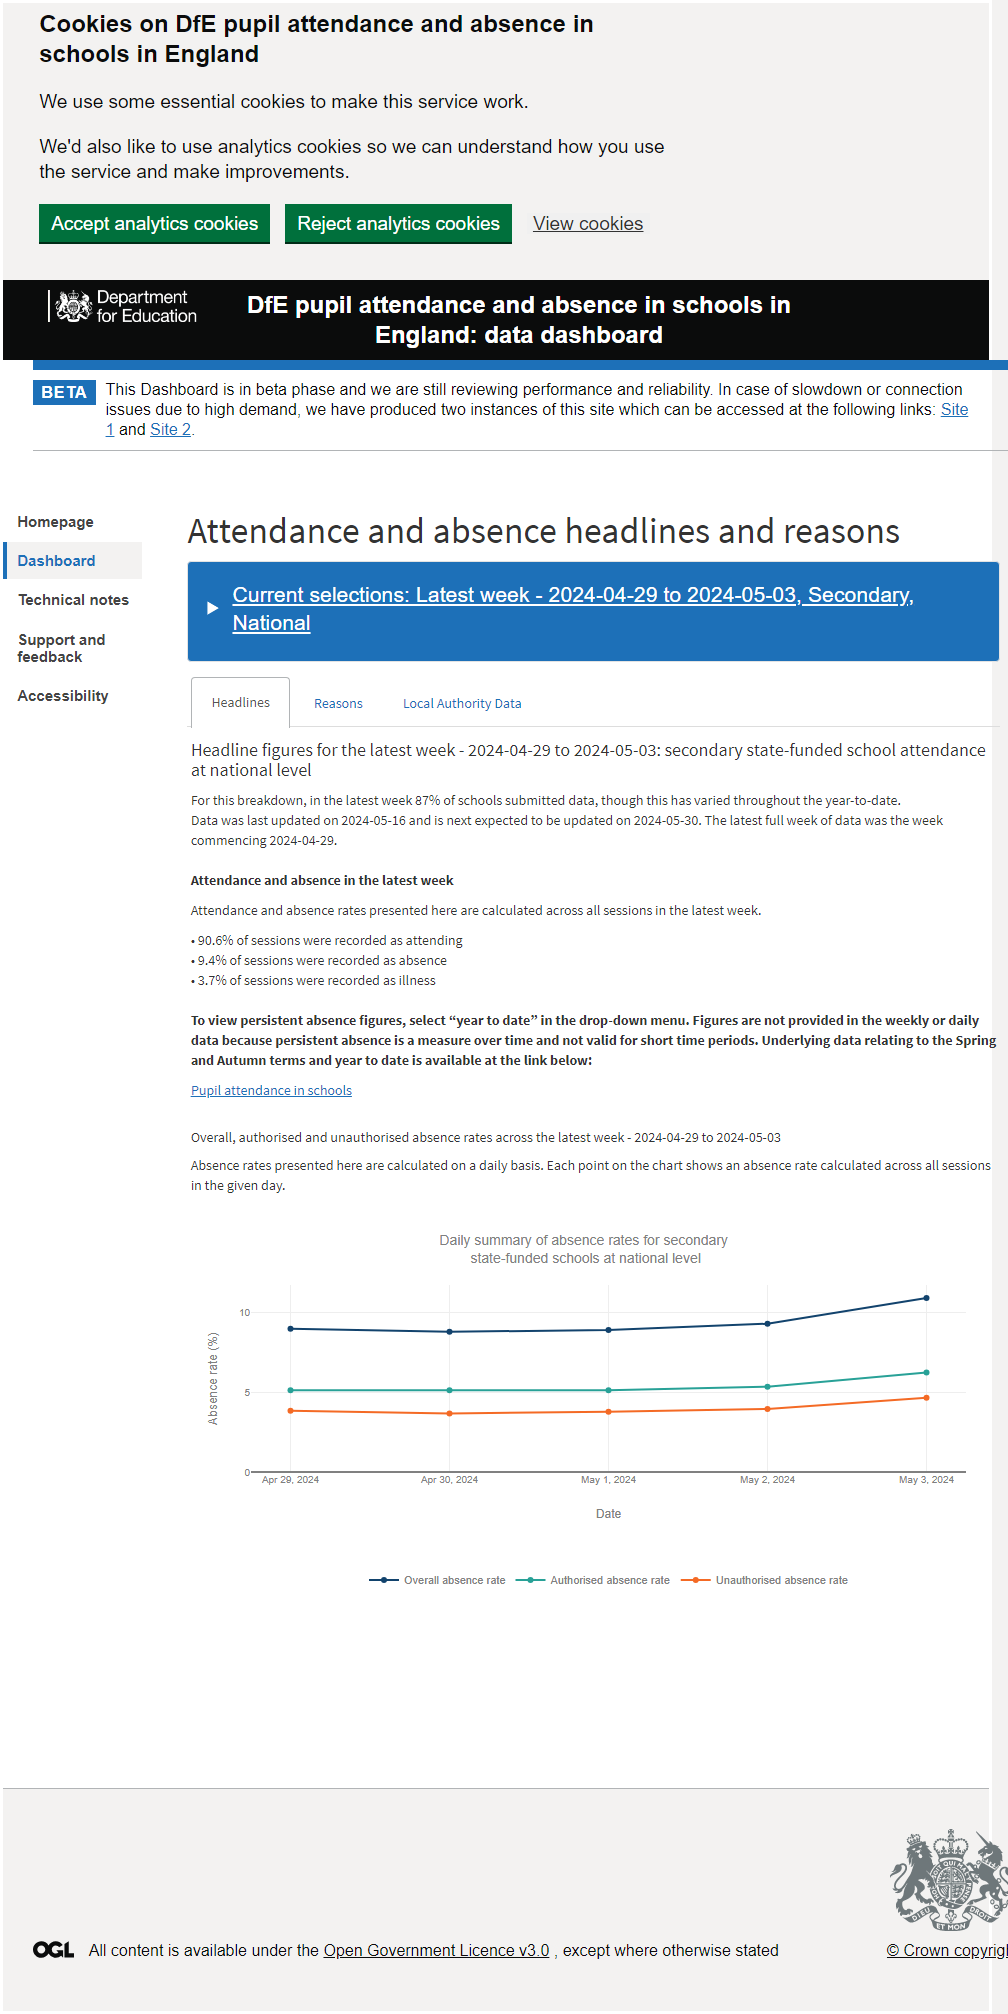 Cookies on DfE pupil attendance and absence in
schools in England
We use some essential cookies to make this service work.
We'd also like to use analytics cookies so we can understand how you use
the service and make improvements.
Accept analytics cookies
Reject analytics cookies
View cookies
Department
for Education
DfE pupil attendance and absence in schools in
England: data dashboard
BETA
This Dashboard is in beta phase and we are still reviewing performance and reliability. In case of slowdown or connection
issues due to high demand, we have produced two instances of this site which can be accessed at the following links: Site
1 and Site 2.
Homepage
Dashboard
Technical notes
Support and
feedback
Accessibility
Attendance and absence headlines and reasons
Current selections: Latest week - 2024-04-29 to 2024-05-03, Secondary,
National
Headlines
Reasons
Local Authority Data
Headline figures for the latest week - 2024-04-29 to 2024-05-03: secondary state-funded school attendance
at national level
For this breakdown, in the latest week 87% of schools submitted data, though this has varied throughout the year-to-date.
Data was last updated on 2024-05-16 and is next expected to be updated on 2024-05-30. The latest full week of data was the week
commencing 2024-04-29.
Attendance and absence in the latest week
Attendance and absence rates presented here are calculated across all sessions in the latest week.
• 90.6% of sessions were recorded as attending
• 9.4% of sessions were recorded as absence
• 3.7% of sessions were recorded as illness
To view persistent absence figures, select “year to date” in the drop-down menu. Figures are not provided in the weekly or daily
data because persistent absence is a measure over time and not valid for short time periods. Underlying data relating to the Spring
and Autumn terms and year to date is available at the link below:
Pupil attendance in schools
Overall, authorised and unauthorised absence rates across the latest week - 2024-04-29 to 2024-05-03
Absence rates presented here are calculated on a daily basis. Each point on the chart shows an absence rate calculated across all sessions
in the given day.
Daily summary of absence rates for secondary
state-funded schools at national level
10
5
0
Absence rate (%)
Apr 29, 2024
Apr 30, 2024
May 1, 2024
May 2, 2024
May 3, 2024
Date
Overall absence rate
Authorised absence rate
Unauthorised absence rate
DIEU ET MON DROIT
OGL
All content is available under the Open Government Licence v3.0 , except where otherwise stated
© Crown copyrigh